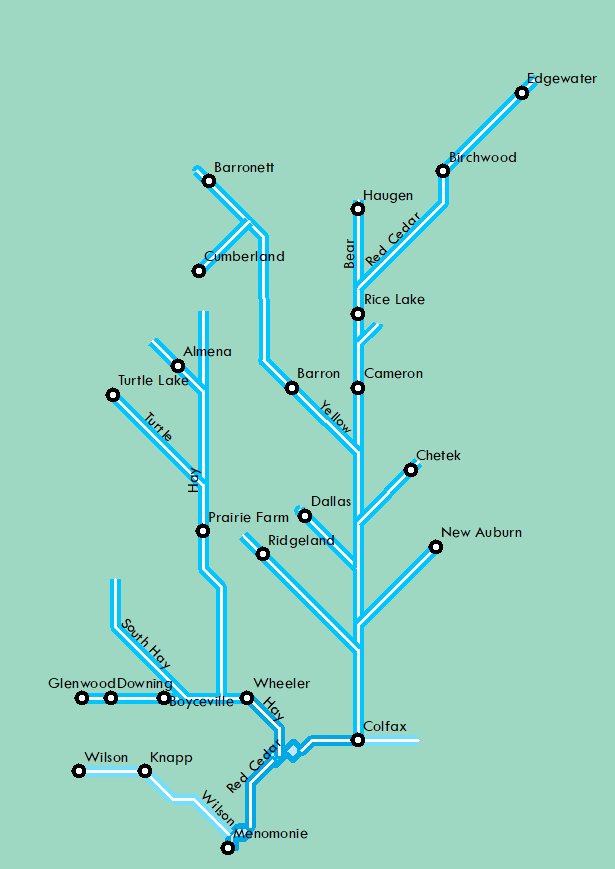 Edgewater
Birchwood
Barronett
Haugen
Red Cedar
Bear
Cumberland
Rice Lake
Almena
Turtle Lake
Barron
Cameron
Turtle
Yellow
Chetek
Hay
Dallas
Prairie Farm
Ridgeland
New Auburn
South Hay
Glenwood
Downing
Boyceville
Wheeler
Hay
Colfax
Wilson
Knapp
Red Cedar
Wilson
Menomonie